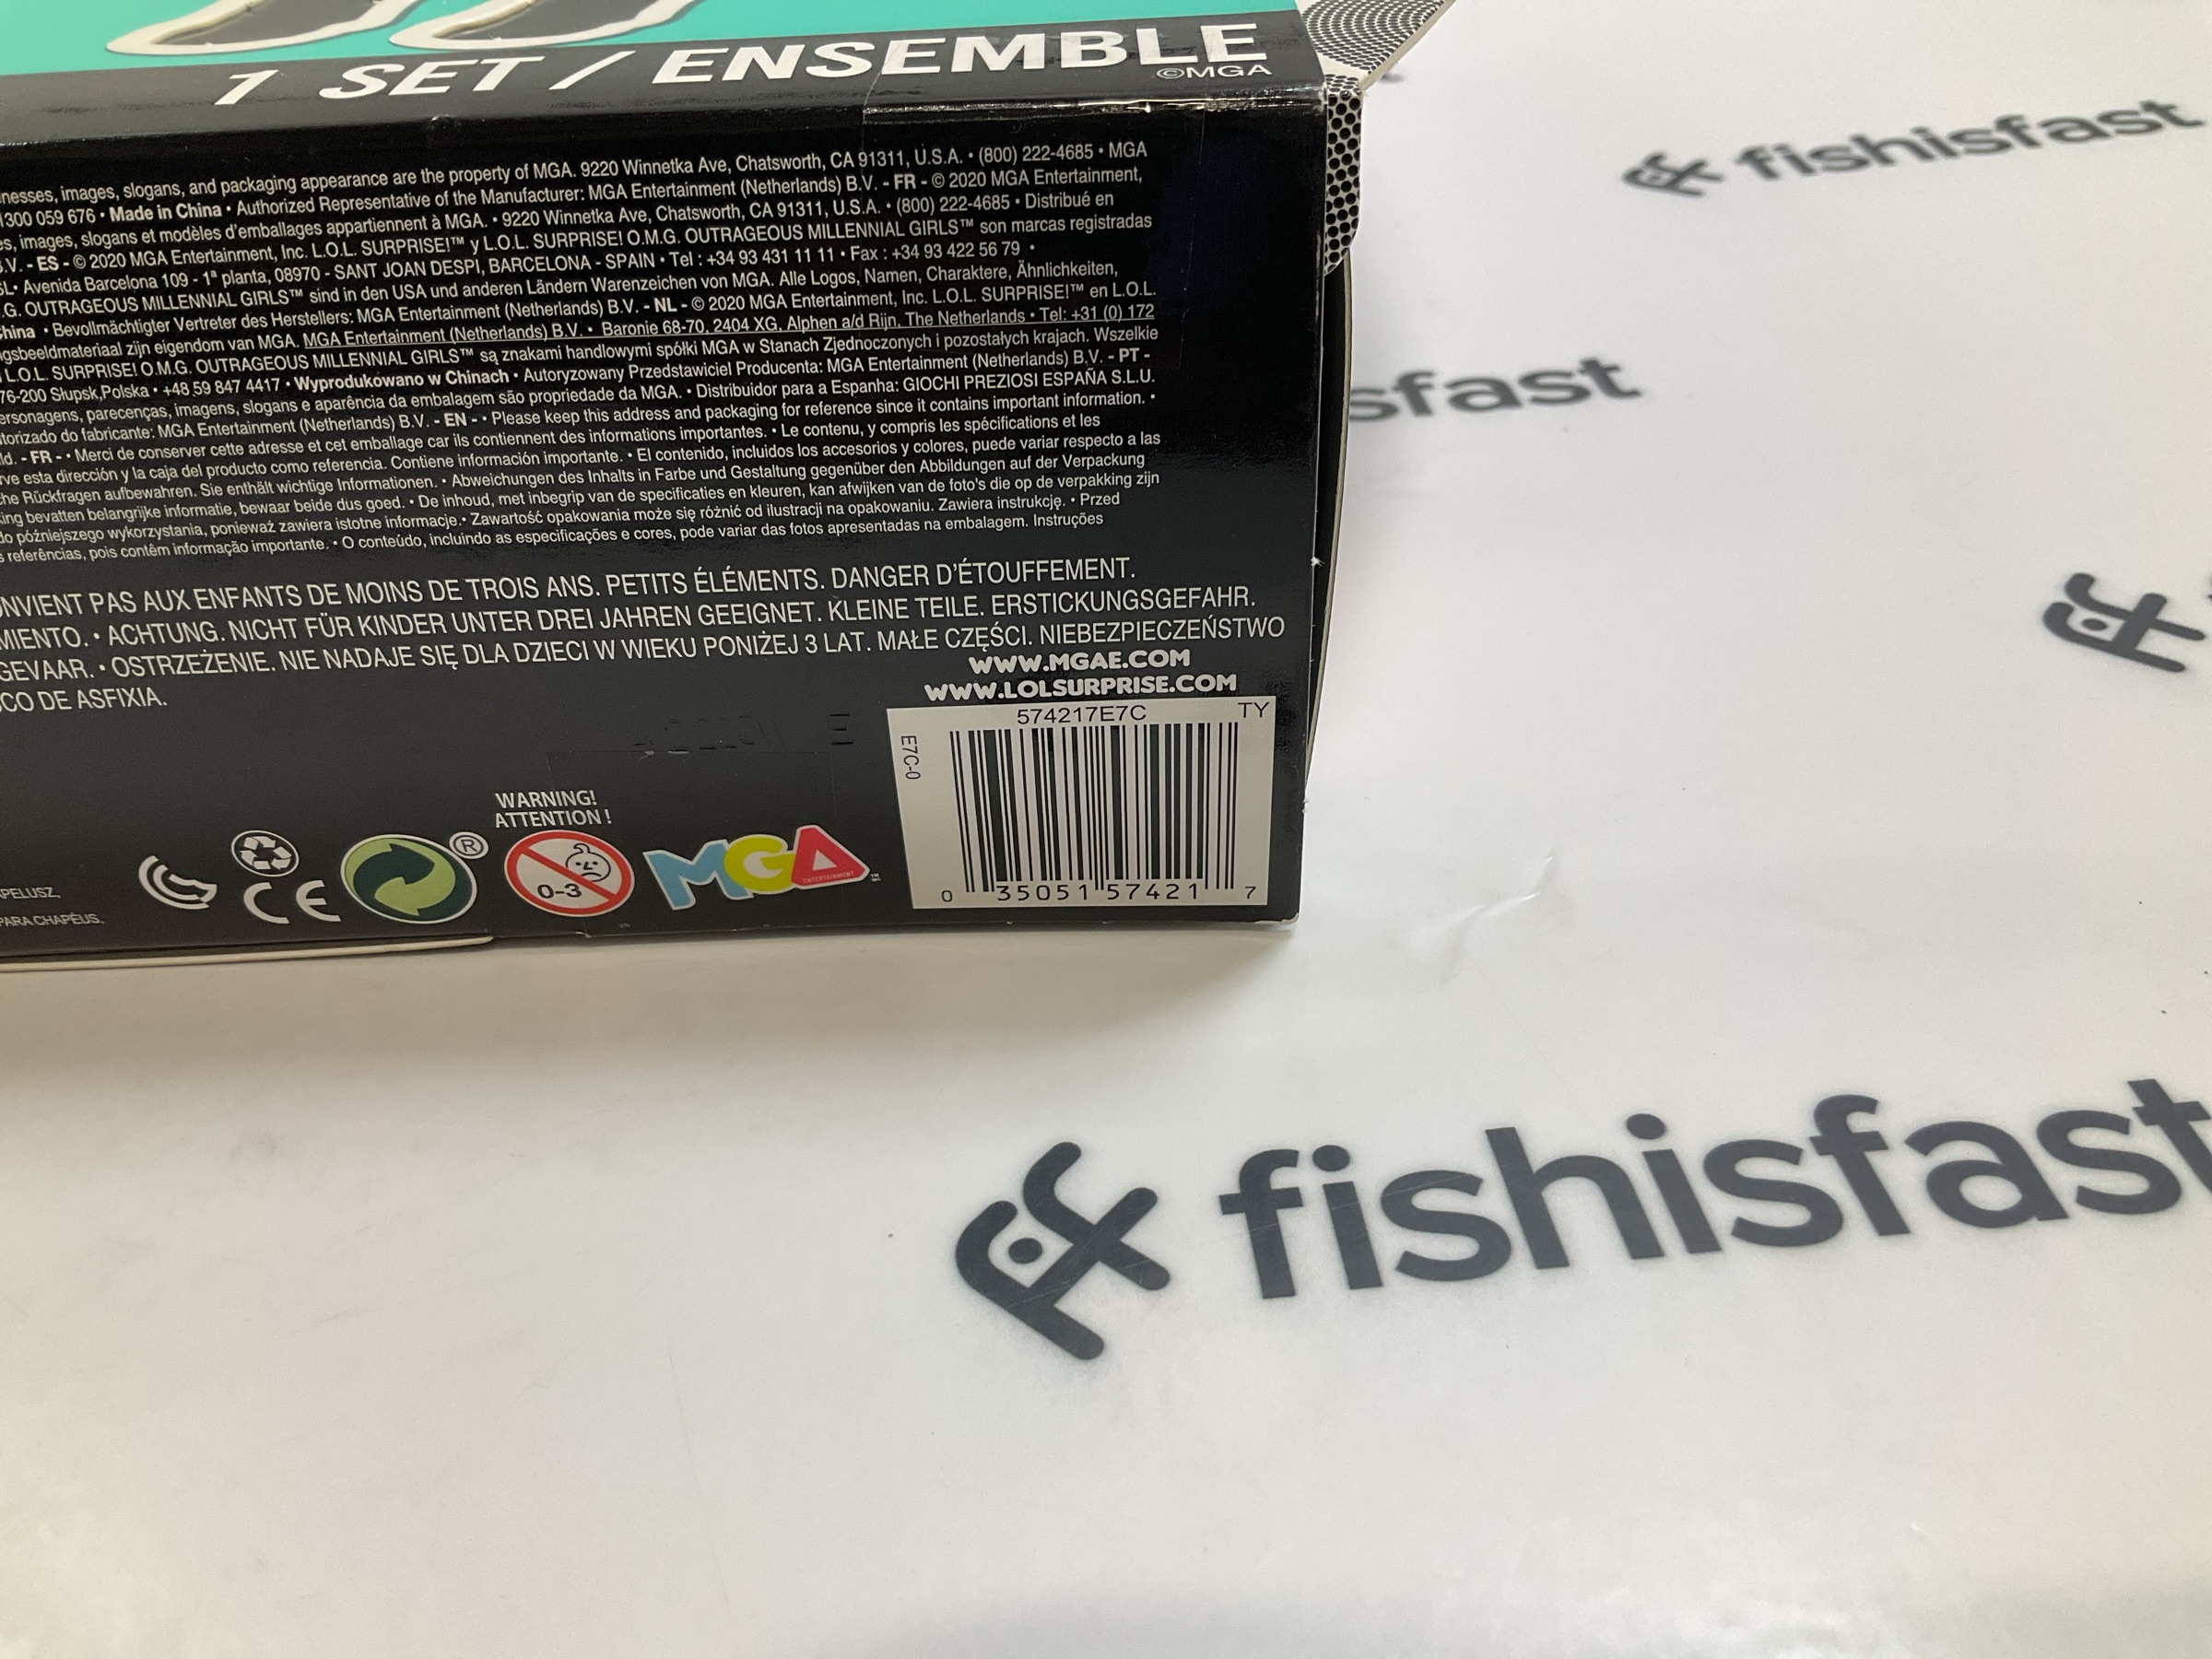 1 SET / ENSEMBLE
©MGA
nesses, images, slogans, and packaging appearance are the property of MGA. 9220 Winnetka Ave, Chatsworth, CA 91311, U.S.A. • (800) 222-4685 • MGA
1300 059 676 • Made in China • Authorized Representative of the Manufacturer: MGA Entertainment (Netherlands) B.V. - FR - © 2020 MGA Entertainment,
es, images, slogans et modèles d'emballages appartiennent à MGA. • 9220 Winnetka Ave, Chatsworth, CA 91311, U.S.A. • (800) 222-4685 • Distribué en
.V. - ES - © 2020 MGA Entertainment, Inc. L.O.L. SURPRISE!™ y L.O.L. SURPRISE! O.M.G. OUTRAGEOUS MILLENNIAL GIRLS™ son marcas registradas
SL• Avenida Barcelona 109 - 1ª planta, 08970 - SANT JOAN DESPI, BARCELONA - SPAIN • Tel : +34 93 431 11 11 • Fax : +34 93 422 56 79 •
.G. OUTRAGEOUS MILLENNIAL GIRLS™ sind in den USA und anderen Ländern Warenzeichen von MGA. Alle Logos, Namen, Charaktere, Ähnlichkeiten,
China • Bevollmächtigter Vertreter des Herstellers: MGA Entertainment (Netherlands) B.V. - NL - © 2020 MGA Entertainment, Inc. L.O.L. SURPRISE!™ en L.O.L.
gsbeeldmateriaal zijn eigendom van MGA. MGA Entertainment (Netherlands) B.V. • Baronie 68-70, 2404 XG, Alphen a/d Rijn, The Netherlands • Tel: +31 (0) 172
L.O.L. SURPRISE! O.M.G. OUTRAGEOUS MILLENNIAL GIRLS™ są znakami handlowymi spółki MGA w Stanach Zjednoczonych i pozostałych krajach. Wszelkie
76-200 Słupsk,Polska • +48 59 847 4417 • Wyprodukowano w Chinach • Autoryzowany Przedstawiciel Producenta: MGA Entertainment (Netherlands) B.V. - PT -
ersonagens, parecenças, imagens, slogans e aparência da embalagem são propriedade da MGA. • Distribuidor para a Espanha: GIOCHI PREZIOSI ESPAÑA S.L.U.
torizado do fabricante: MGA Entertainment (Netherlands) B.V. - EN - • Please keep this address and packaging for reference since it contains important information. •
ld. - FR - • Merci de conserver cette adresse et cet emballage car ils contiennent des informations importantes. • Le contenu, y compris les spécifications et les
rve esta dirección y la caja del producto como referencia. Contiene información importante. • El contenido, incluidos los accesorios y colores, puede variar respecto a las
he Rückfragen aufbewahren. Sie enthält wichtige Informationen. • Abweichungen des Inhalts in Farbe und Gestaltung gegenüber den Abbildungen auf der Verpackung
ing bevatten belangrijke informatie, bewaar beide dus goed. • De inhoud, met inbegrip van de specificaties en kleuren, kan afwijken van de foto's die op de verpakking zijn
do późniejszego wykorzystania, ponieważ zawiera istotne informacje.• Zawartość opakowania może się różnić od ilustracji na opakowaniu. Zawiera instrukcję. • Przed
s referências, pois contêm informação importante. • O conteúdo, incluindo as especificações e cores, pode variar das fotos apresentadas na embalagem. Instruções
ONVIENT PAS AUX ENFANTS DE MOINS DE TROIS ANS. PETITS ÉLÉMENTS. DANGER D'ÉTOUFFEMENT.
MIENTO. • ACHTUNG. NICHT FÜR KINDER UNTER DREI JAHREN GEEIGNET. KLEINE TEILE. ERSTICKUNGSGEFAHR.
GEVAAR. • OSTRZEŻENIE. NIE NADAJE SIĘ DLA DZIECI W WIEKU PONIŻEJ 3 LAT. MAŁE CZĘŚCI. NIEBEZPIECZEŃSTWO
CO DE ASFIXIA.
WWW.MGAE.COM
WWW.LOLSURPRISE.COM
574217E7C TY
E7C-0
0 35051 57421 7
WARNING!
ATTENTION !
0-3
®
CE
MGA
ENTERTAINMENT
™
APELUSZ,
PARA CHAPÉUS,
fishisfast
sfast
fishisfast